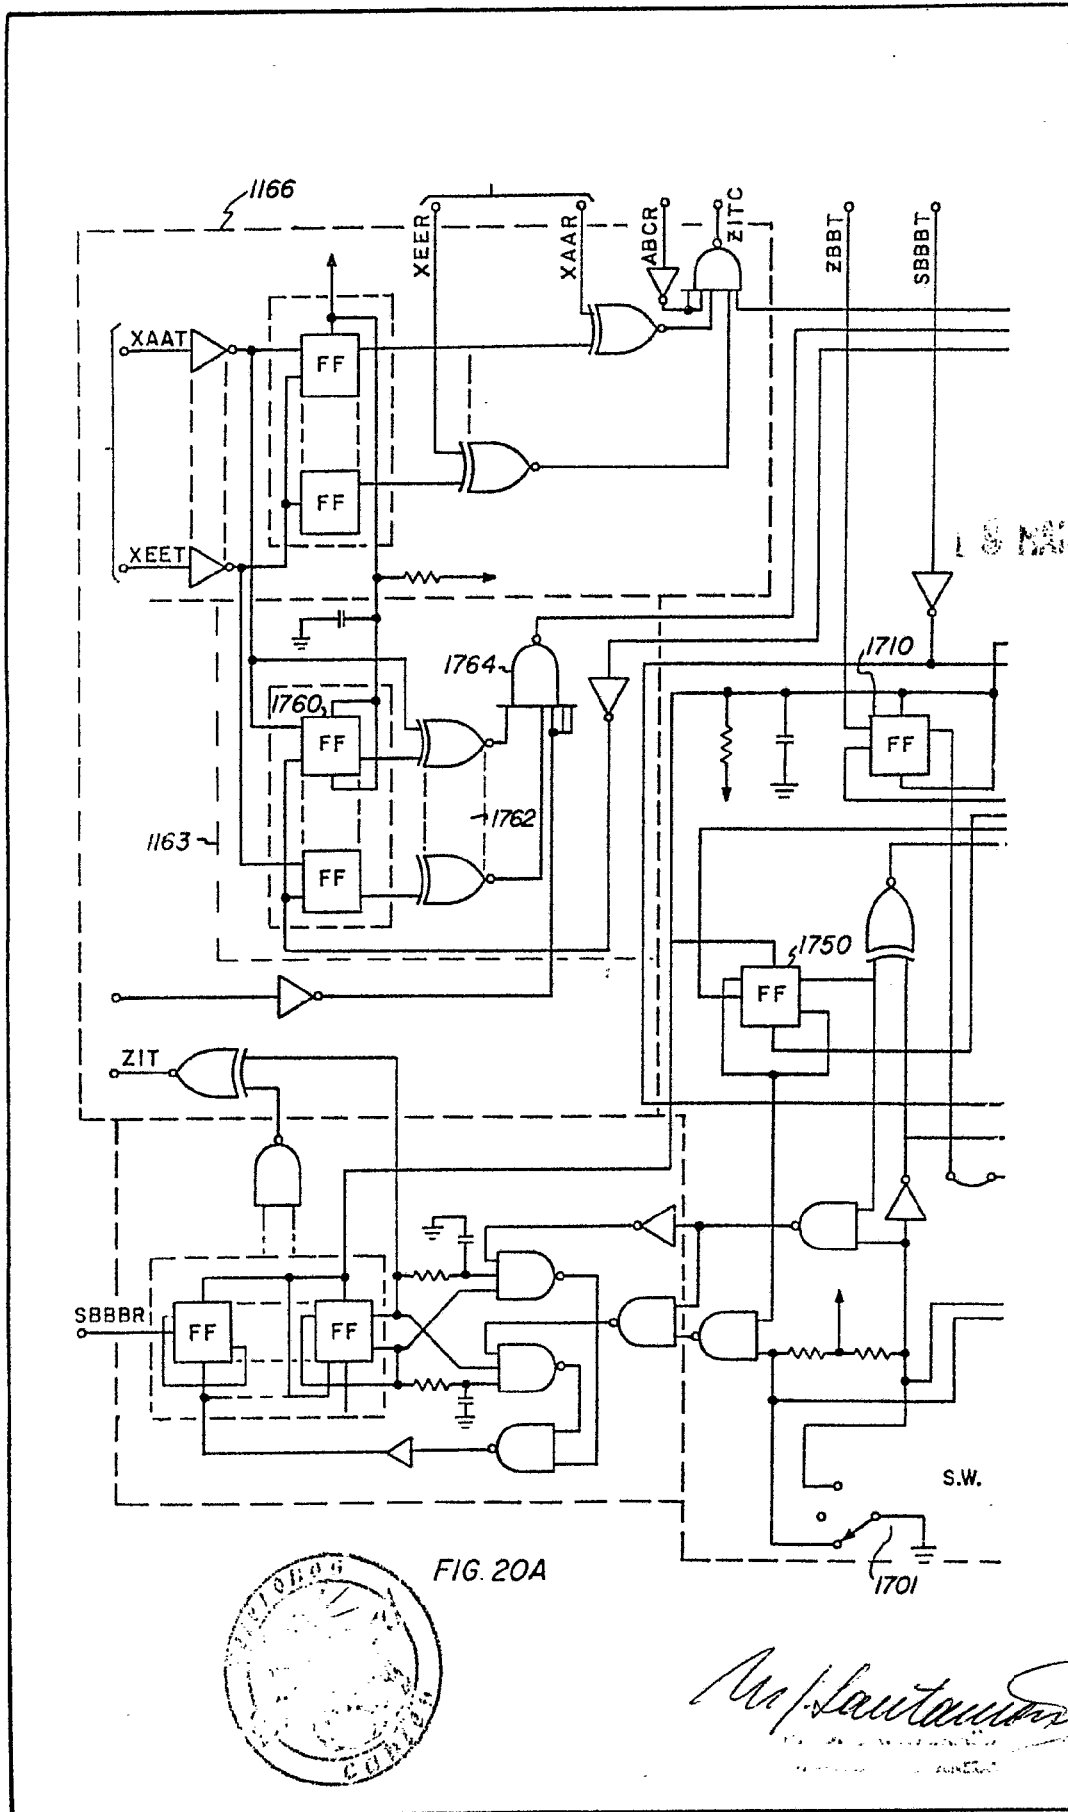 1166
XEER
XAAR
ABCR
ZITC
ZBBT
SBBBT
XAAT
FF
FF
XEET
1764
1710
1760
FF
FF
1762
1163
FF
1750
FF
ZIT
SBBBR
FF
FF
S.W.
1701
FIG. 20A